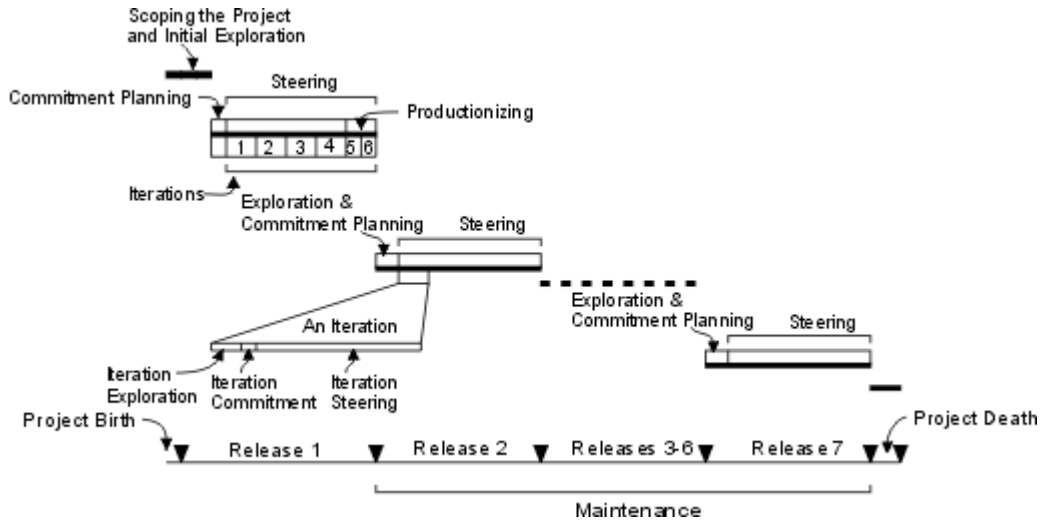 Scoping the Project
and Initial Exploration
Steering
Commitment Planning
Productionizing
1 2 3 4 5 6
Iterations
Exploration &
Commitment Planning
Steering
An Iteration
Exploration &
Commitment Planning
Steering
Iteration
Exploration
Iteration
Commitment
Iteration
Steering
Project Birth
Project Death
Release 1
Release 2
Releases 3-6
Release 7
Maintenance